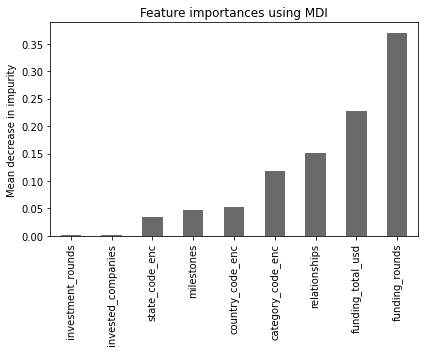 Feature importances using MDI
Mean decrease in impurity
0.35
0.30
0.25
0.20
0.15
0.10
0.05
0.00
investment_rounds
invested_companies
state_code_enc
milestones
country_code_enc
category_code_enc
relationships
funding_total_usd
funding_rounds